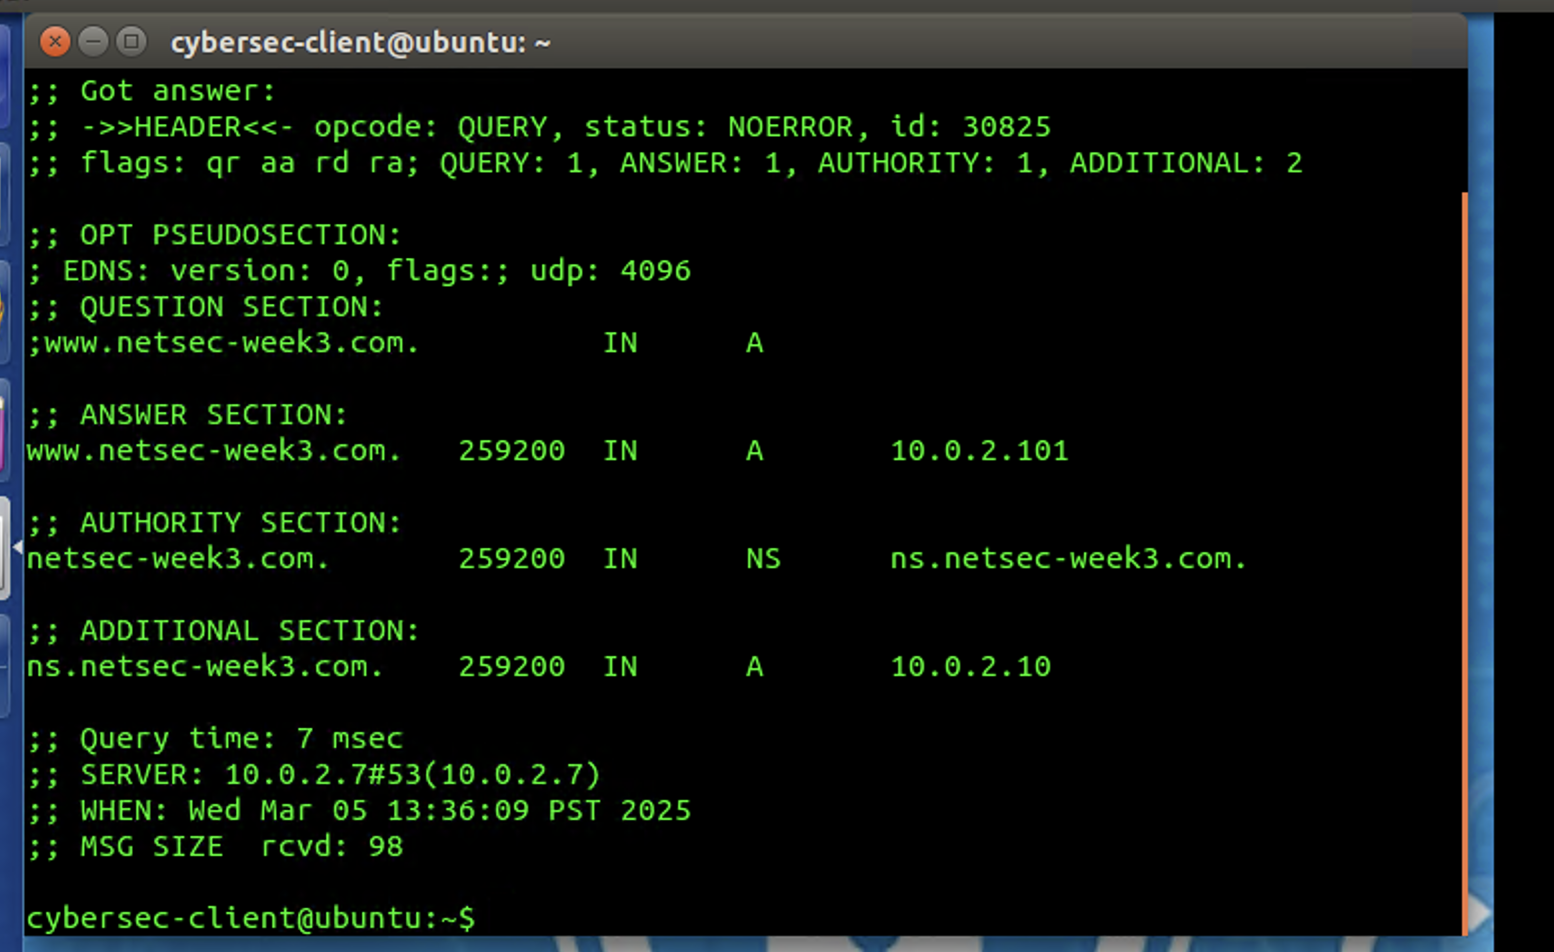 cybersec-client@ubuntu: ~
;; Got answer:
;; ->>HEADER<<- opcode: QUERY, status: NOERROR, id: 30825
;; flags: qr aa rd ra; QUERY: 1, ANSWER: 1, AUTHORITY: 1, ADDITIONAL: 2
;; OPT PSEUDOSECTION:
; EDNS: version: 0, flags:; udp: 4096
;; QUESTION SECTION:
;www.netsec-week3.com. IN A
;; ANSWER SECTION:
www.netsec-week3.com. 259200 IN A 10.0.2.101
;; AUTHORITY SECTION:
netsec-week3.com. 259200 IN NS ns.netsec-week3.com.
;; ADDITIONAL SECTION:
ns.netsec-week3.com. 259200 IN A 10.0.2.10
;; Query time: 7 msec
;; SERVER: 10.0.2.7#53(10.0.2.7)
;; WHEN: Wed Mar 05 13:36:09 PST 2025
;; MSG SIZE  rcvd: 98
cybersec-client@ubuntu:~$